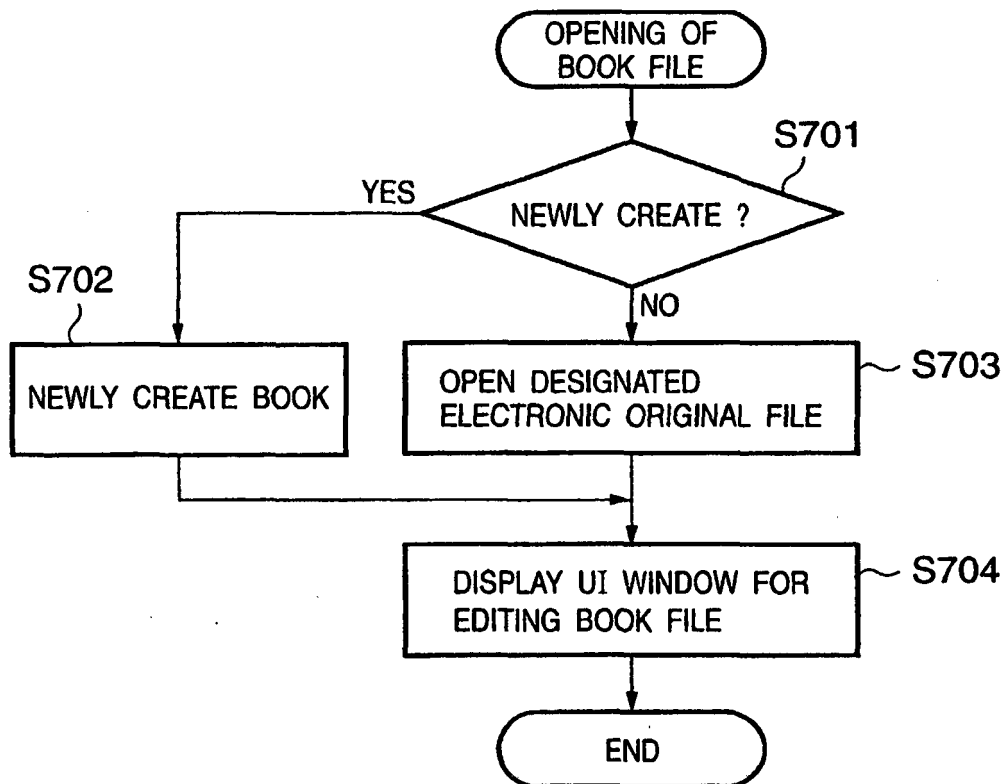 OPENING OF
BOOK FILE
S701
YES
NEWLY CREATE ?
S702
NO
NEWLY CREATE BOOK
OPEN DESIGNATED
ELECTRONIC ORIGINAL FILE
S703
DISPLAY UI WINDOW FOR
EDITING BOOK FILE
S704
END